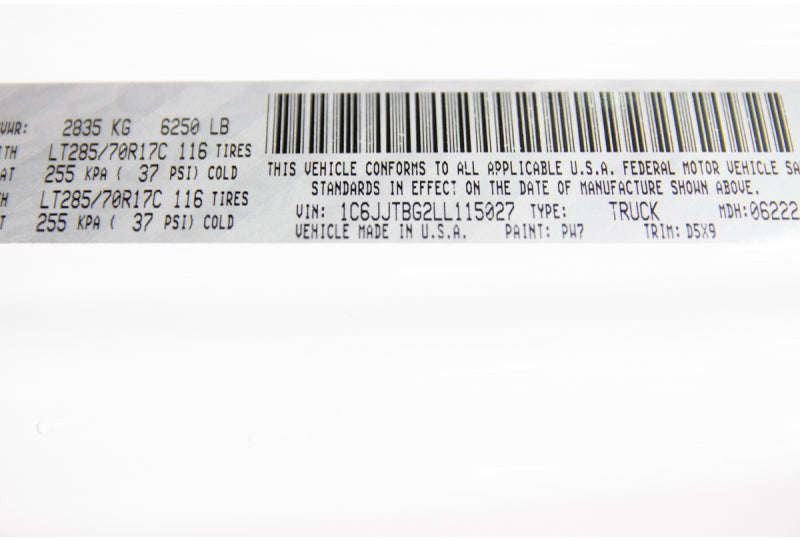 VWR: 2835 KG 6250 LB
TH LT285/70R17C 116 TIRES
AT 255 KPA ( 37 PSI) COLD
H LT285/70R17C 116 TIRES
T 255 KPA ( 37 PSI) COLD
THIS VEHICLE CONFORMS TO ALL APPLICABLE U.S.A. FEDERAL MOTOR VEHICLE SA
STANDARDS IN EFFECT ON THE DATE OF MANUFACTURE SHOWN ABOVE.
VIN: 1C6JJTBG2LL115027 TYPE: TRUCK MDH:06222
VEHICLE MADE IN U.S.A. PAINT: PW7 TRIM: D5X9